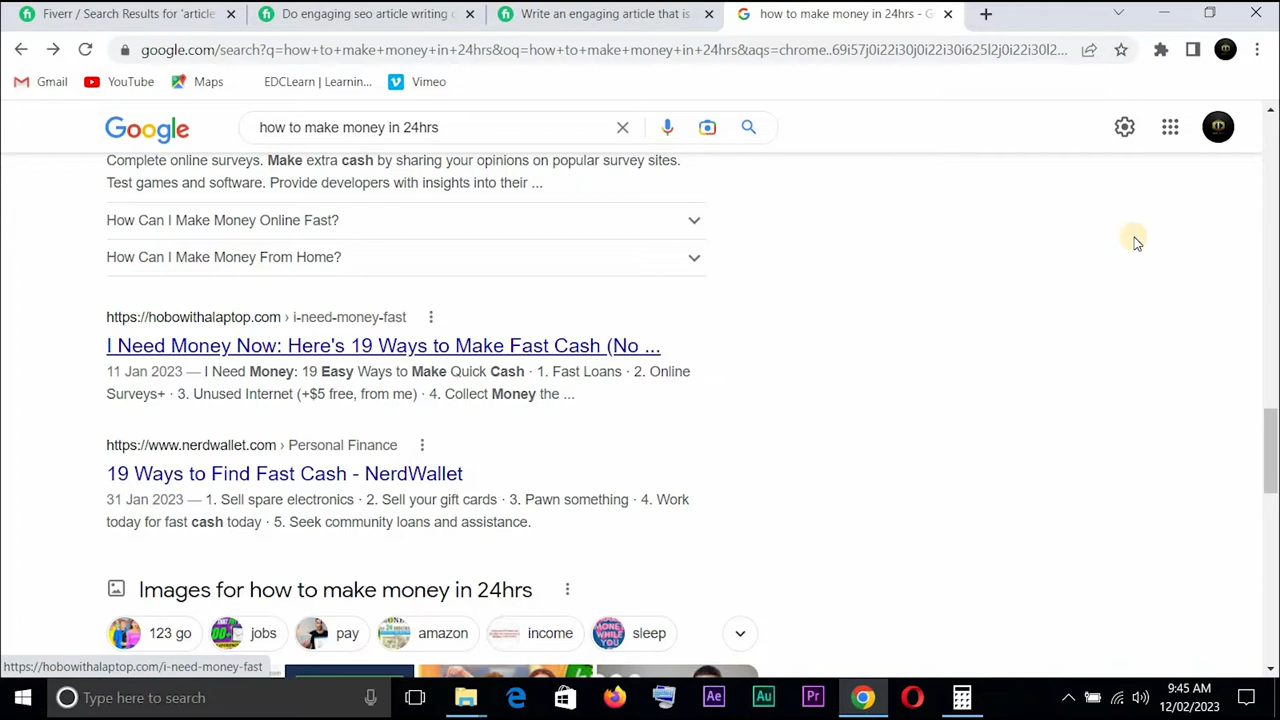 Fiverr / Search Results for 'article
Do engaging seo article writing
Write an engaging article that is
how to make money in 24hrs - G
google.com/search?q=how+to+make+money+in+24hrs&oq=how+to+make+money+in+24hrs&aqs=chrome..69i57j0i22i30j0i22i30i625l2j0i22i30l2...
Gmail
YouTube
Maps
EDCLearn | Learnin...
Vimeo
Google
how to make money in 24hrs
Complete online surveys. Make extra cash by sharing your opinions on popular survey sites.
Test games and software. Provide developers with insights into their ...
How Can I Make Money Online Fast?
How Can I Make Money From Home?
https://hobowithalaptop.com › i-need-money-fast
I Need Money Now: Here's 19 Ways to Make Fast Cash (No ...
11 Jan 2023 — I Need Money: 19 Easy Ways to Make Quick Cash · 1. Fast Loans · 2. Online
Surveys+ · 3. Unused Internet (+$5 free, from me) · 4. Collect Money the ...
https://www.nerdwallet.com › Personal Finance
19 Ways to Find Fast Cash - NerdWallet
31 Jan 2023 — 1. Sell spare electronics · 2. Sell your gift cards · 3. Pawn something · 4. Work
today for fast cash today · 5. Seek community loans and assistance.
Images for how to make money in 24hrs
123 go
jobs
pay
amazon
income
sleep
https://hobowithalaptop.com/i-need-money-fast
Type here to search
Ae
Au
Pr
9:45 AM
12/02/2023